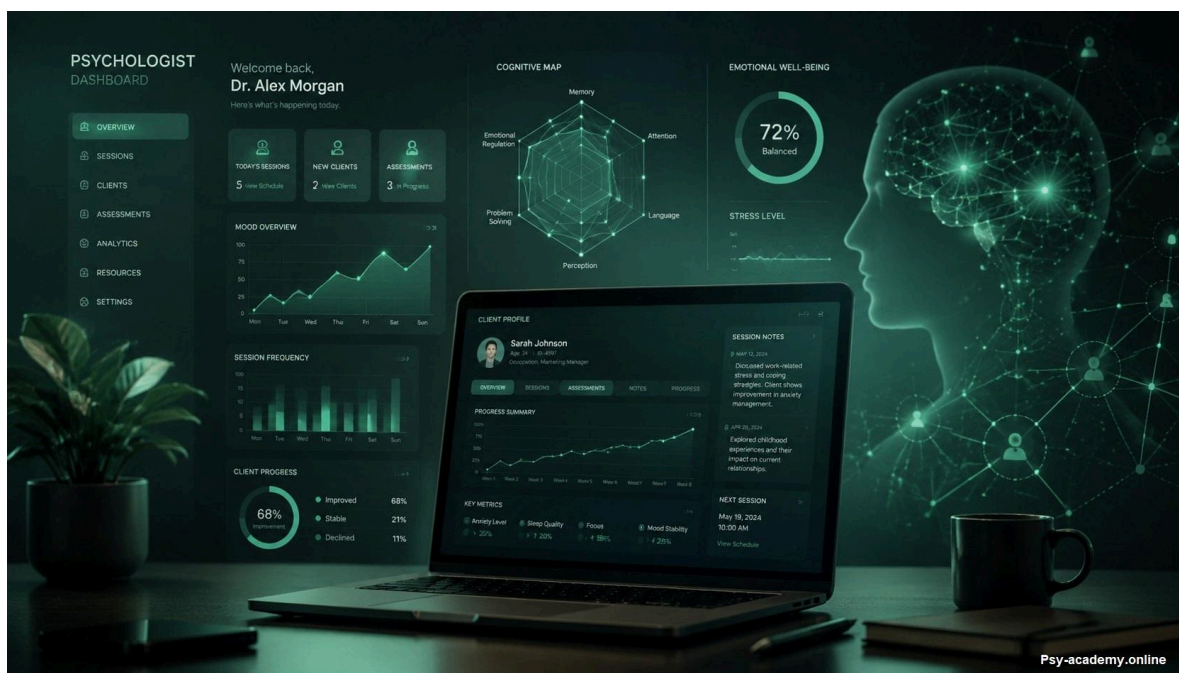 PSYCHOLOGIST
DASHBOARD
OVERVIEW
SESSIONS
CLIENTS
ASSESSMENTS
ANALYTICS
RESOURCES
SETTINGS
Welcome back,
Dr. Alex Morgan
Here's what's happening today.
TODAY'S SESSIONS
5 View Schedule
NEW CLIENTS
2 View Clients
ASSESSMENTS
3 Progress
MOOD OVERVIEW
100
75
50
25
0
Mon Tue Wed Thu Fri Sat Sun
SESSION FREQUENCY
Mon Tue Wed Thu Fri Sat Sun
CLIENT PROGRESS
68%
Improvement
Improved 68%
Stable 21%
Declined 11%
COGNITIVE MAP
Memory
Attention
Language
Perception
Problem
Solving
Emotional
Regulation
EMOTIONAL WELL-BEING
72%
Balanced
STRESS LEVEL
CLIENT PROFILE
Sarah Johnson
Occupation, Marketing Manager
OVERVIEW
SESSIONS
ASSESSMENTS
NOTES
PROGRESS
PROGRESS SUMMARY
KEY METRICS
Anxiety Level
20%
Sleep Quality
20%
Focus
Mood Stability
SESSION NOTES
MAY 12, 2024
work-related
stress and coping
Client shows
improvement in anxiety
management.
2024
Explored childhood
experiences and their
impact on current
relationships.
NEXT SESSION
May 19, 2024
10:00 AM
View Schedule
Psy-academy.online